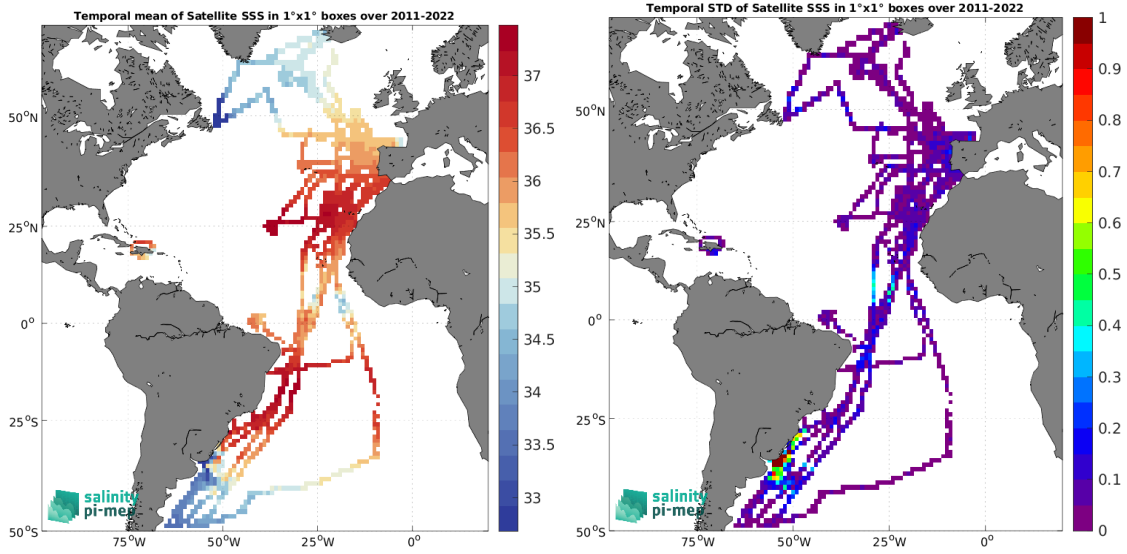 Temporal mean of Satellite SSS in 1°x1° boxes over 2011-2022
50°N
25°N
0°
25°S
50°S
75°W
50°W
25°W
0°
37
36.5
36
35.5
35
34.5
34
33.5
33
salinity
pi-mep
Temporal STD of Satellite SSS in 1°x1° boxes over 2011-2022
50°N
25°N
0°
25°S
50°S
75°W
50°W
25°W
0°
1
0.9
0.8
0.7
0.6
0.5
0.4
0.3
0.2
0.1
0
salinity
pi-mep